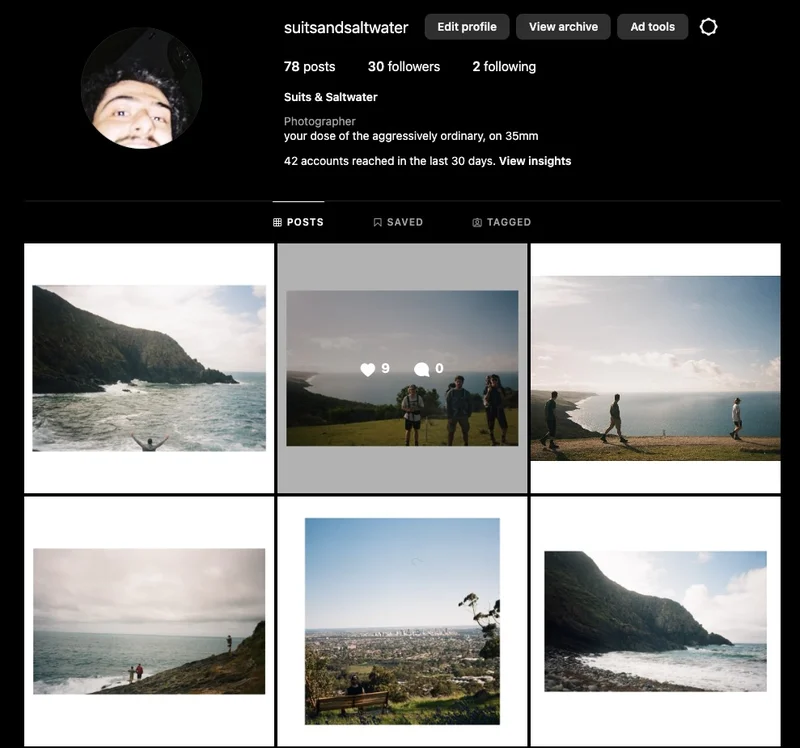 suitsandsaltwater Edit profile View archive Ad tools
78 posts 30 followers 2 following
Suits & Saltwater
Photographer
your dose of the aggressively ordinary, on 35mm
42 accounts reached in the last 30 days. View insights
POSTS SAVED TAGGED
9 0